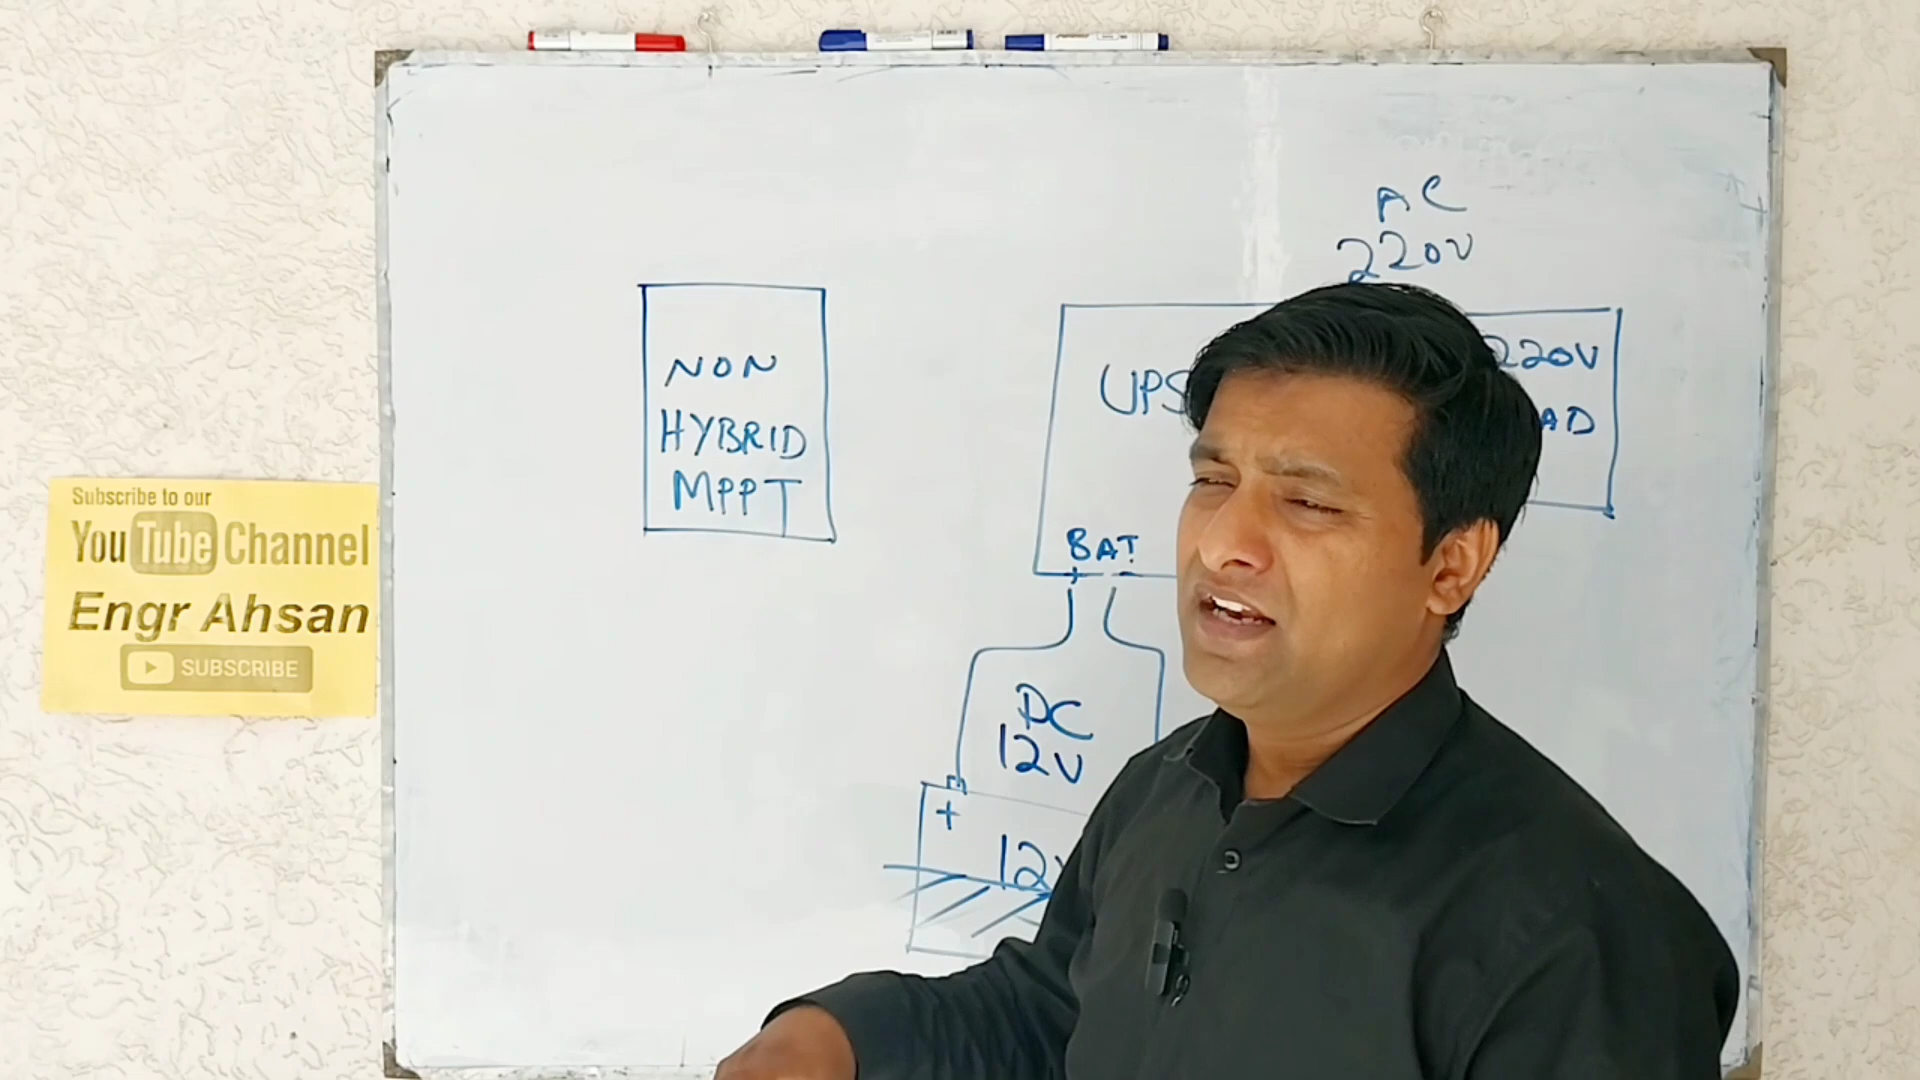 AC
220V
220V
AD
UPS
NON
HYBRID
MPPT
BAT
+ -
DC
12V
+
12V
Subscribe to our
YouTube Channel
Engr Ahsan
SUBSCRIBE